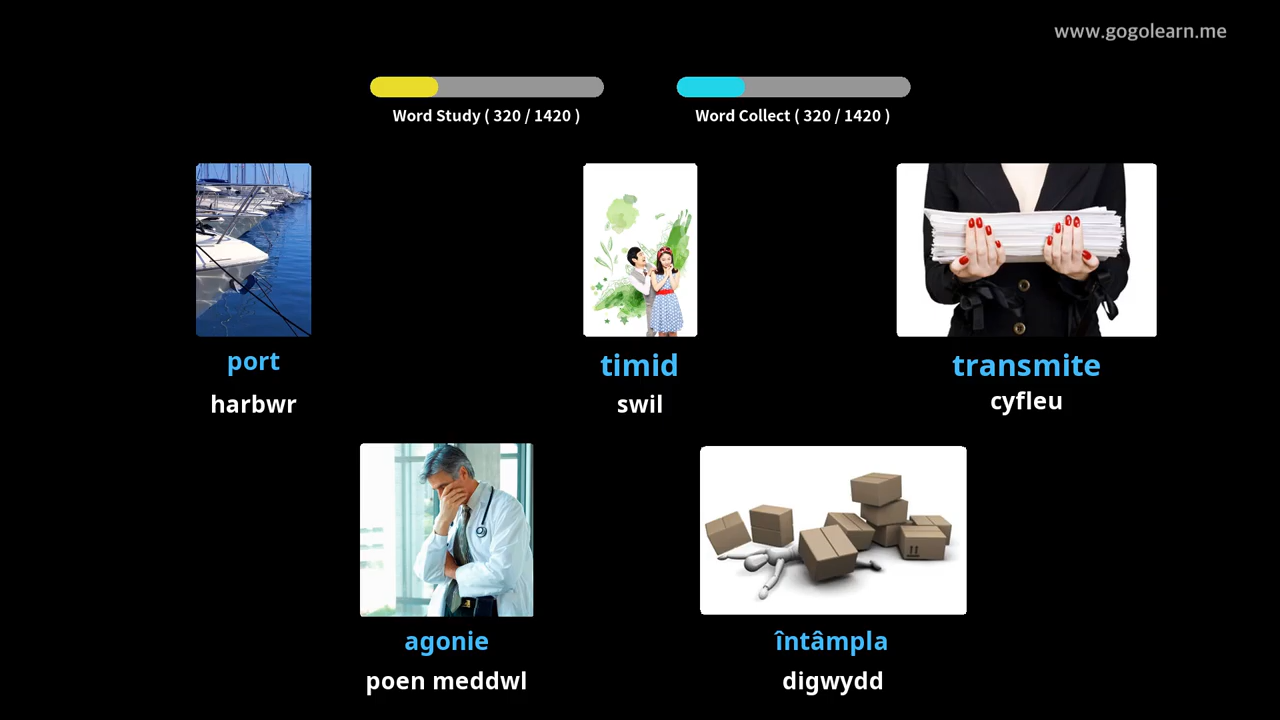 www.gogolearn.me
Word Study ( 320 / 1420 )
Word Collect ( 320 / 1420 )
port
harbwr
timid
swil
transmite
cyfleu
agonie
poen meddwl
întâmpla
digwydd